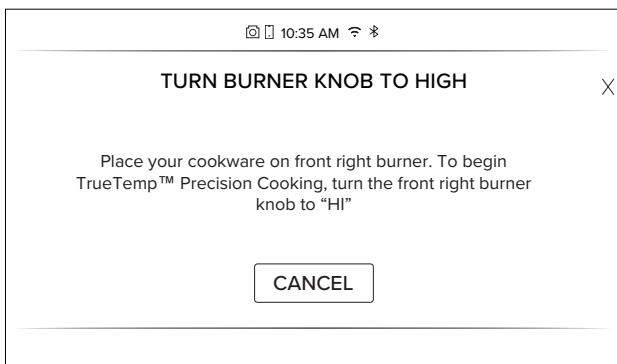 10:35 AM
TURN BURNER KNOB TO HIGH
X
Place your cookware on front right burner. To begin
TrueTemp™ Precision Cooking, turn the front right burner
knob to “HI”
CANCEL